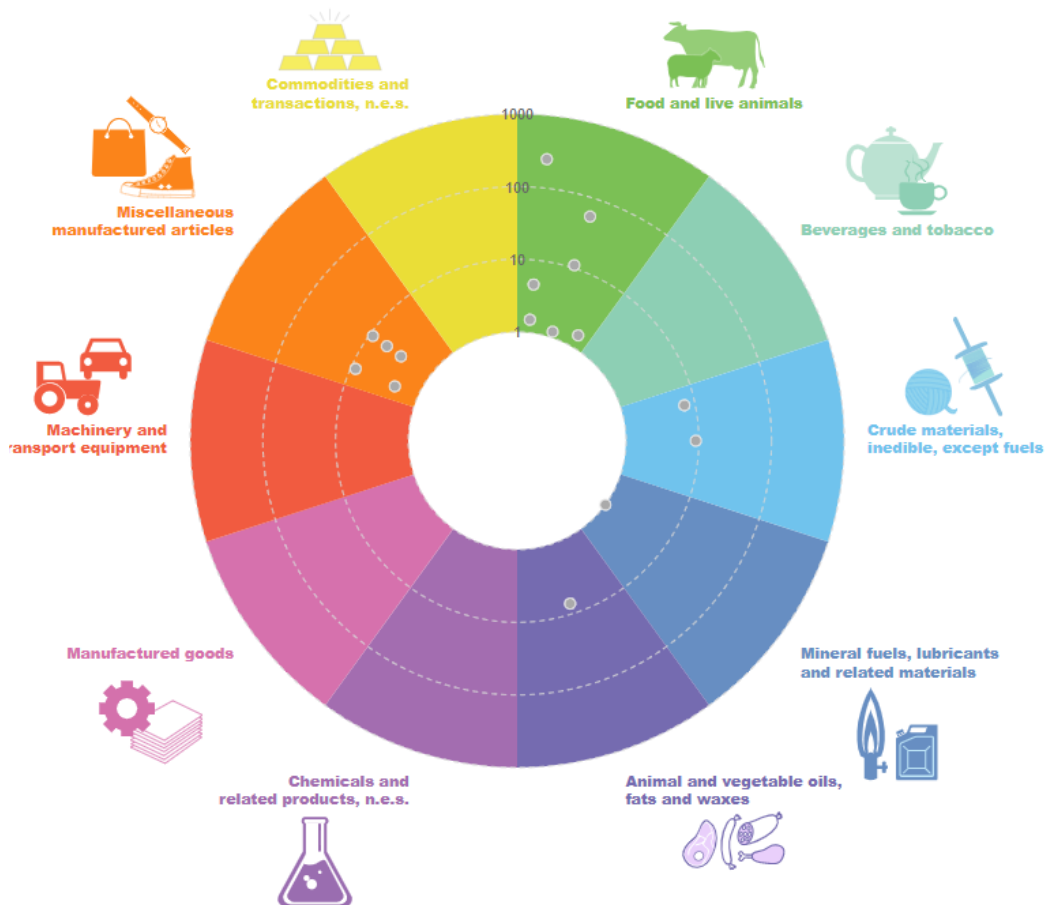 Commodities and
transactions, n.e.s.
Food and live animals
1000
100
10
1
Miscellaneous
manufactured articles
Beverages and tobacco
Machinery and
ransport equipment
Crude materials,
inedible, except fuels
Manufactured goods
Mineral fuels, lubricants
and related materials
Chemicals and
related products, n.e.s.
Animal and vegetable oils,
fats and waxes